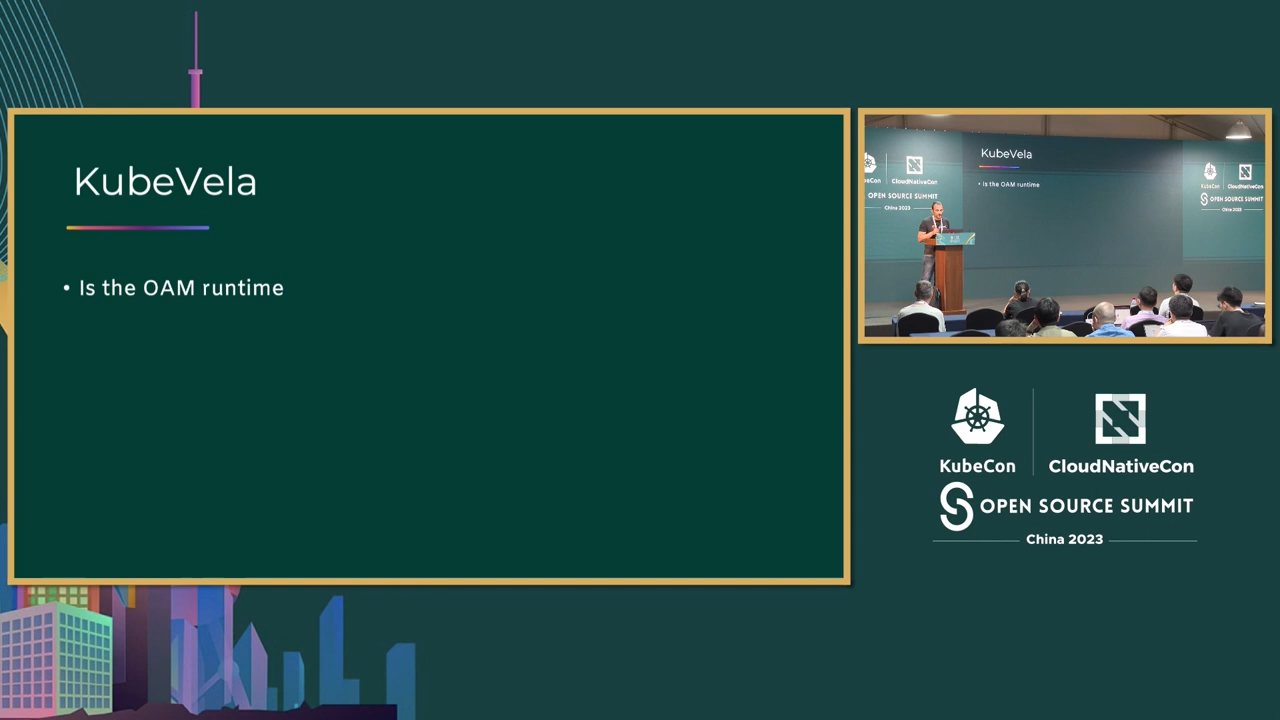 KubeVela
• Is the OAM runtime
KubeVela
• Is the OAM runtime
CloudNativeCon
OPEN SOURCE SUMMIT
China 2023
KubeCon
CloudNativeCon
OPEN SOURCE SUMMIT
China 2023
KubeCon
CloudNativeCon
OPEN SOURCE SUMMIT
China 2023